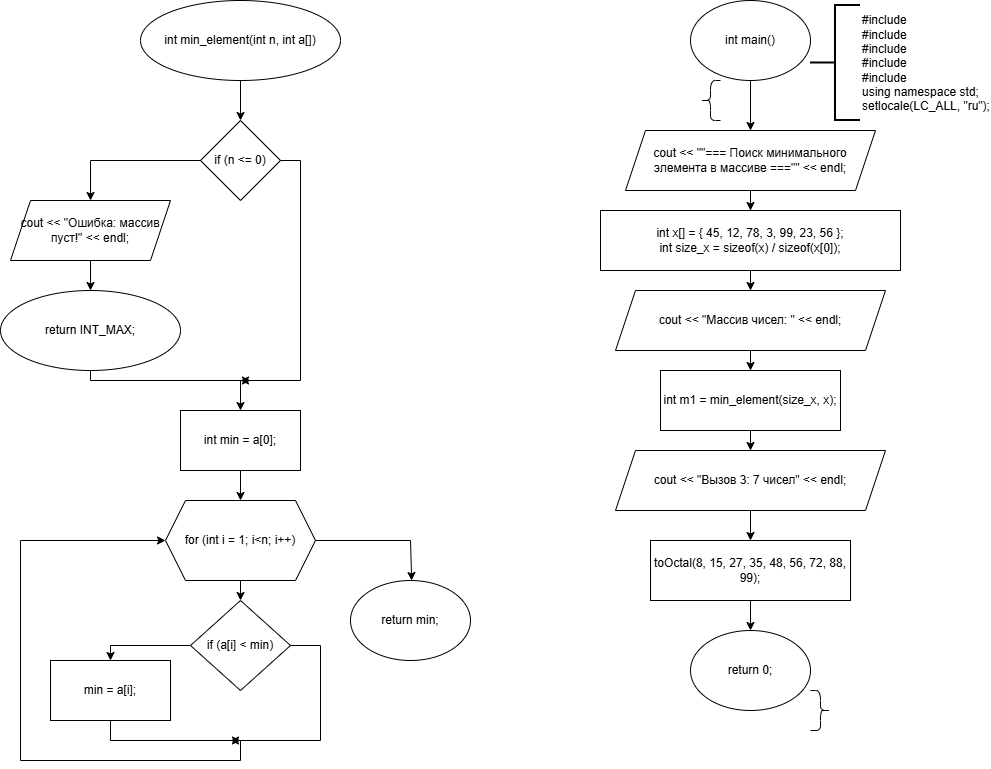 int min_element(int n, int a[])
if (n <= 0)
cout << "Ошибка: массив
пуст!" << endl;
return INT_MAX;
int min = a[0];
for (int i = 1; i<n; i++)
return min;
if (a[i] < min)
min = a[i];
int main()
#include
#include
#include
#include
#include
using namespace std;
setlocale(LC_ALL, "ru");
cout << ""=== Поиск минимального
элемента в массиве ==="" << endl;
int x[] = { 45, 12, 78, 3, 99, 23, 56 };
int size_x = sizeof(x) / sizeof(x[0]);
cout << "Массив чисел: " << endl;
int m1 = min_element(size_x, x);
cout << "Вызов 3: 7 чисел" << endl;
toOctal(8, 15, 27, 35, 48, 56, 72, 88,
99);
return 0;